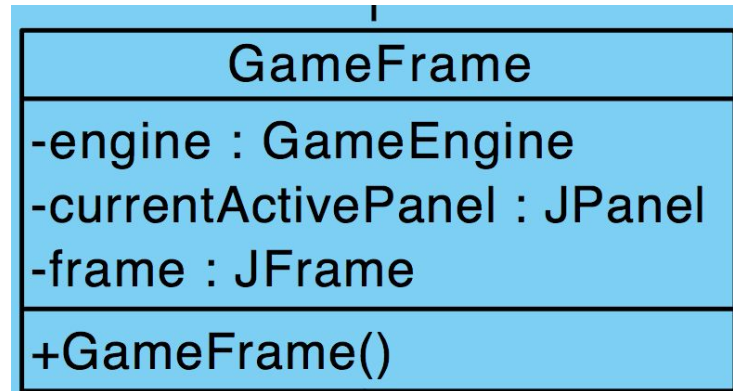 GameFrame
-engine : GameEngine
-currentActivePanel : JPanel
-frame : JFrame
+GameFrame()